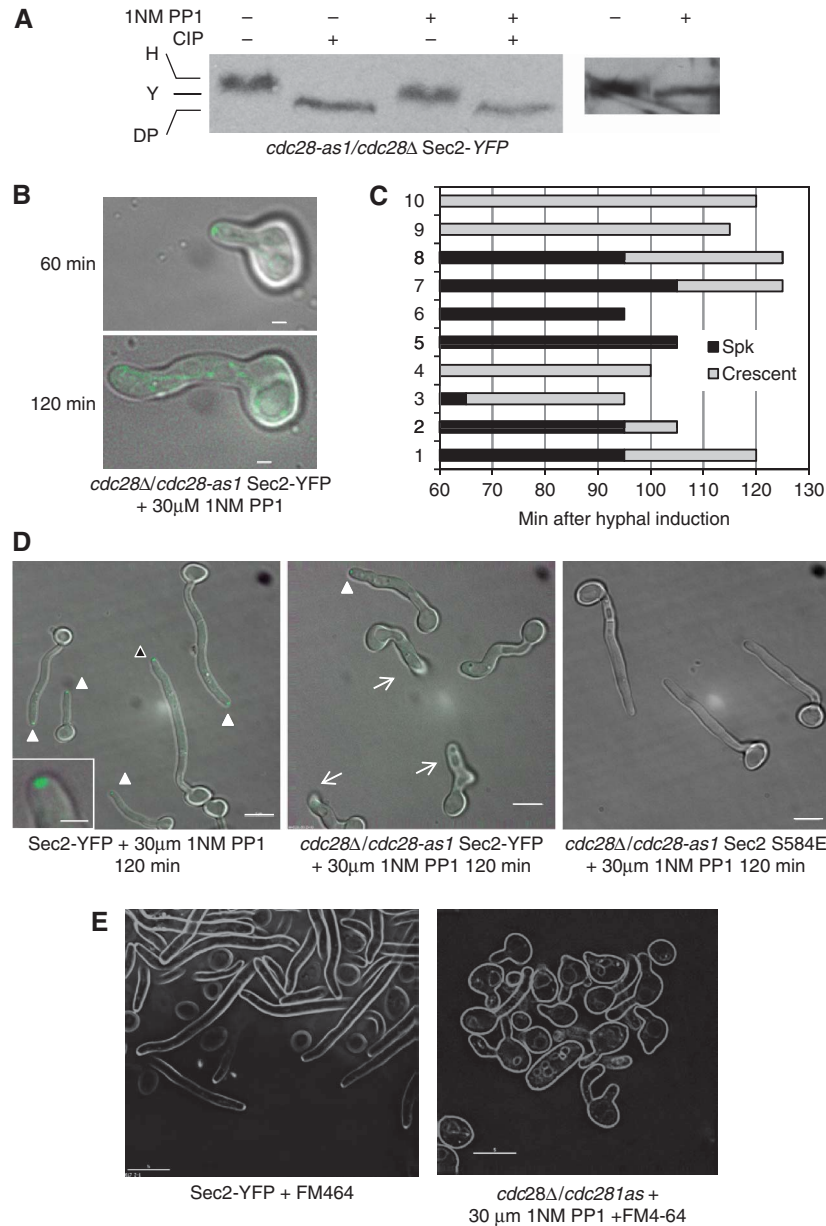 A
1NM PP1 – – + + – +
CIP – + – +
H
Y
DP
cdc28-as1/cdc28Δ Sec2-YFP
B
60 min
120 min
cdc28Δ/cdc28-as1 Sec2-YFP
+ 30μM 1NM PP1
C
10
9
8
7
6
5
4
3
2
1
Spk
Crescent
60 70 80 90 100 110 120 130
Min after hyphal induction
D
Sec2-YFP + 30μm 1NM PP1
120 min
cdc28Δ/cdc28-as1 Sec2-YFP
+ 30μm 1NM PP1 120 min
cdc28Δ/cdc28-as1 Sec2 S584E
+ 30μm 1NM PP1 120 min
E
Sec2-YFP + FM464
cdc28Δ/cdc281as +
30 μm 1NM PP1 +FM4-64